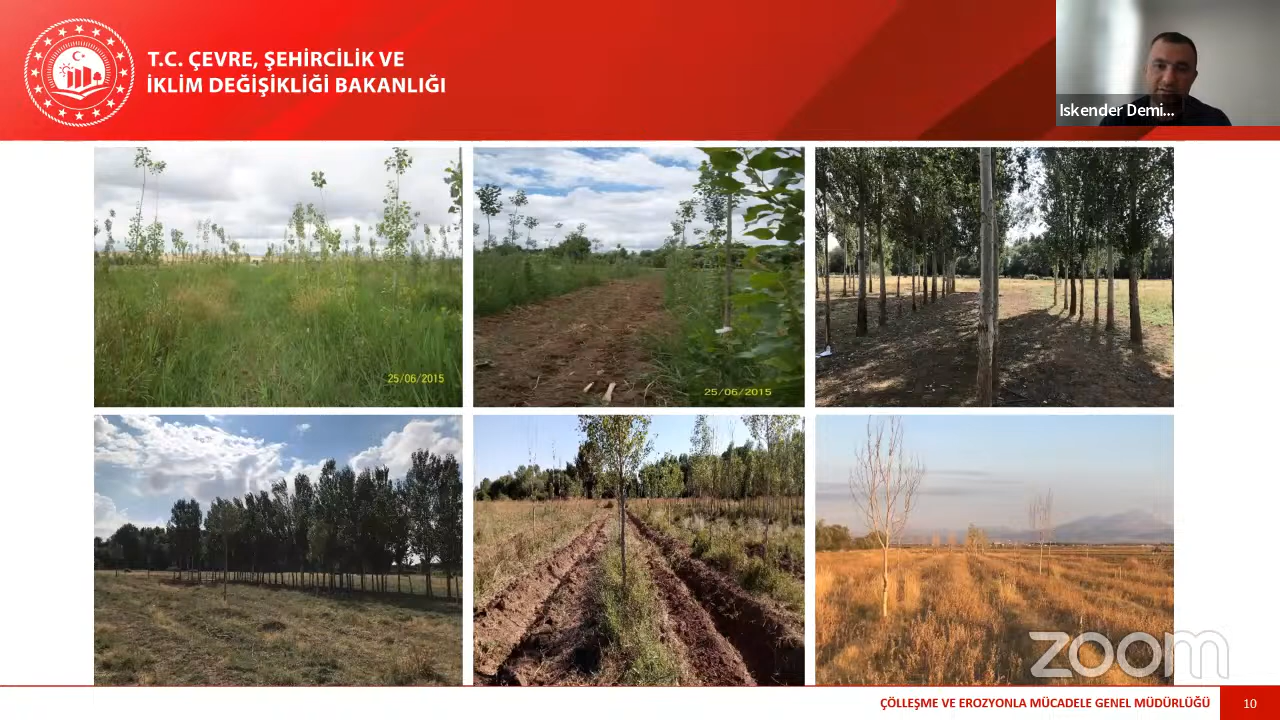 T.C. ÇEVRE, ŞEHİRCİLİK VE
İKLİM DEĞİŞİKLİĞİ BAKANLIĞI
Iskender Demi...
25/06/2015
25/06/2015
zoom
ÇÖLLEŞME VE EROZYONLA MÜCADELE GENEL MÜDÜRLÜĞÜ
10